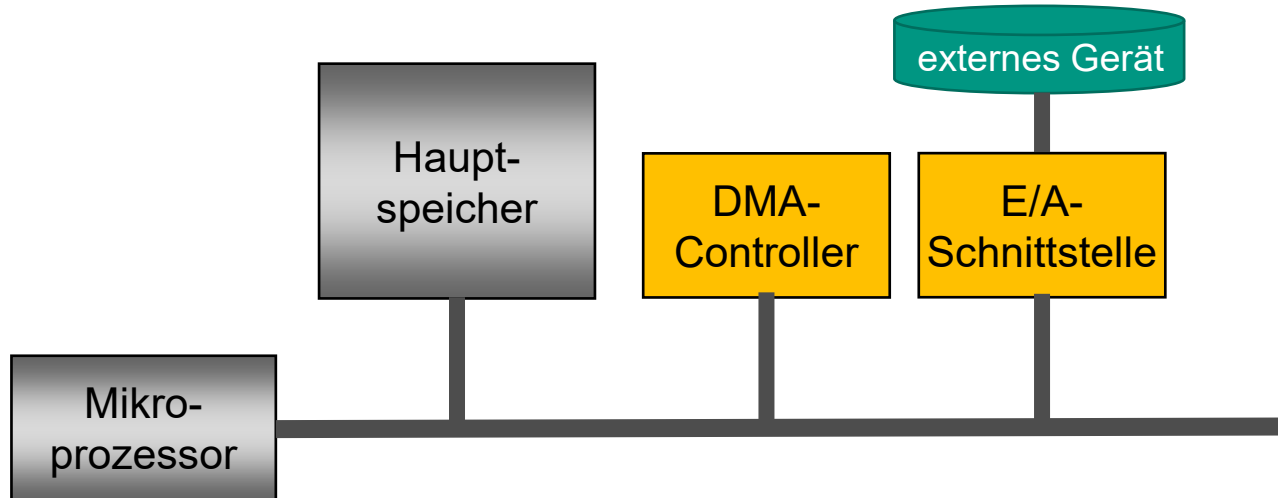 externes Gerät
Haupt-
speicher
DMA-
Controller
E/A-
Schnittstelle
Mikro-
prozessor